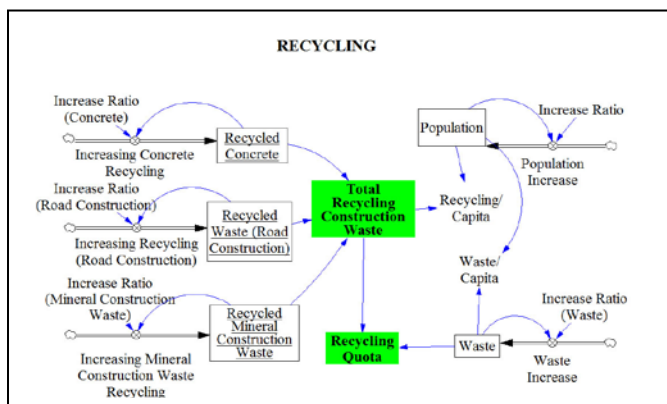 RECYCLING
Increase Ratio
(Concrete)
Recycled
Concrete
Increasing Concrete
Recycling
Increase Ratio
(Road Construction)
Recycled
Waste (Road
Construction)
Increasing Recycling
(Road Construction)
Increase Ratio
(Mineral Construction
Waste)
Recycled
Mineral
Construction
Waste
Increasing Mineral
Construction Waste
Recycling
Total
Recycling
Construction
Waste
Recycling
Quota
Population
Increase Ratio
Population
Increase
Recycling/
Capita
Waste/
Capita
Increase Ratio
(Waste)
Waste
Waste
Increase